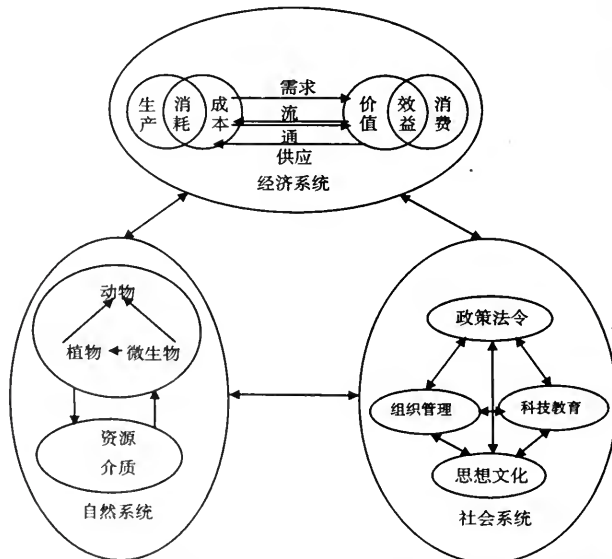 需求
生产 消耗 成本 流 价值 效益 消费
通
供应
经济系统
动物
植物 微生物
资源
介质
自然系统
政策法令
组织管理 科技教育
思想文化
社会系统